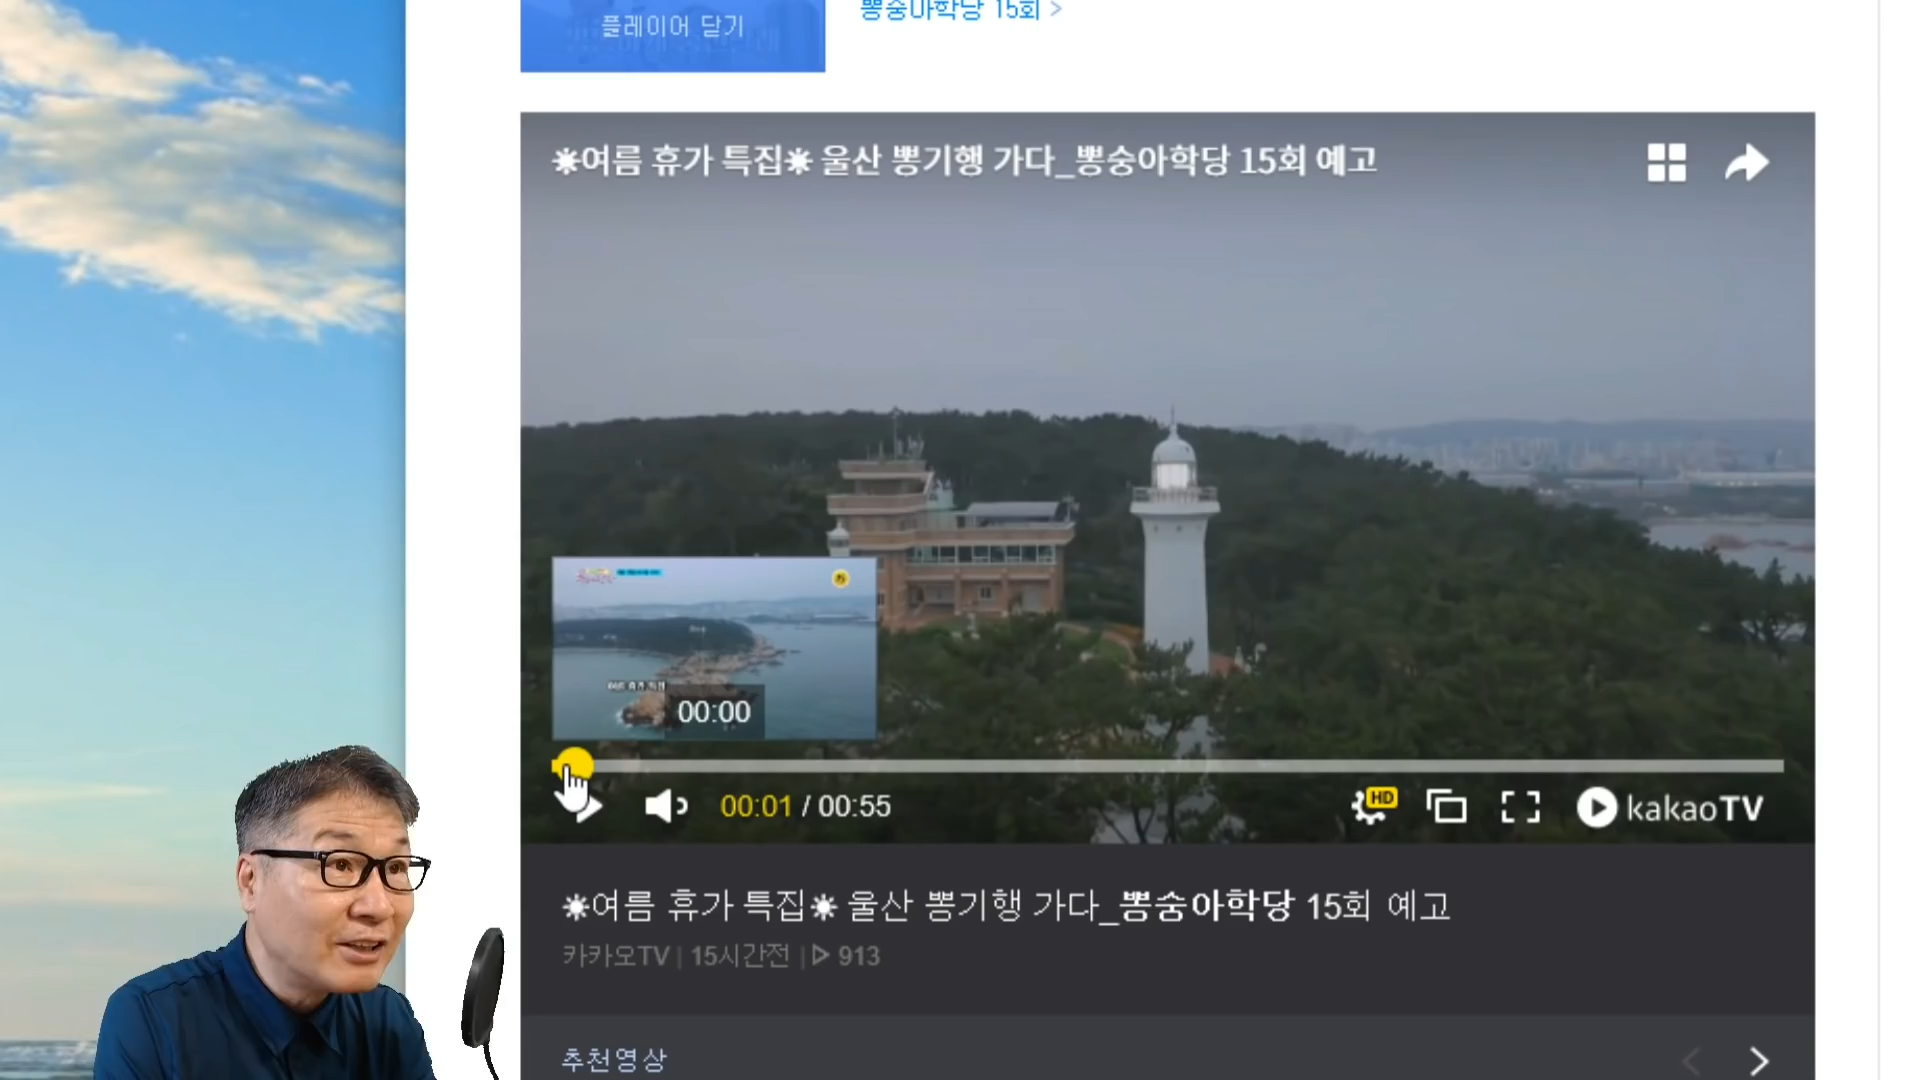 뽕숭아학당 15회 >
플레이어 닫기
☀여름 휴가 특집☀ 울산 뽕기행 가다_뽕숭아학당 15회 예고
00:00
00:01 / 00:55
HD
kakaoTV
☀여름 휴가 특집☀ 울산 뽕기행 가다_뽕숭아학당 15회 예고
카카오TV | 15시간전 | ▷ 913
추천영상